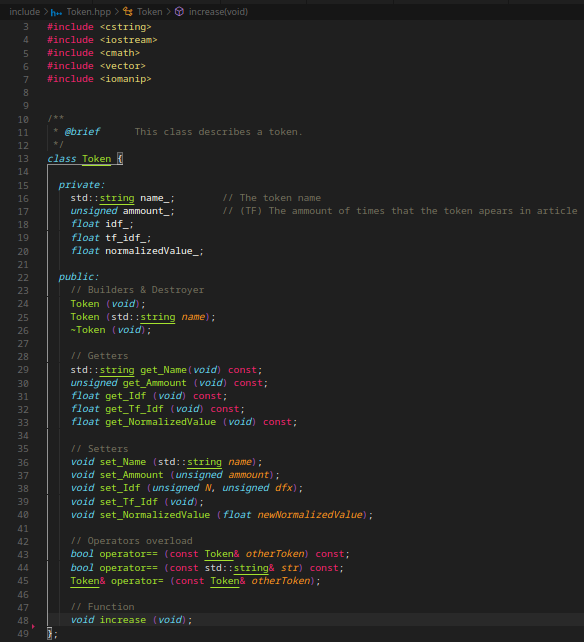 include > h++ Token.hpp > Token > increase(void)
3 #include <cstring>
4 #include <iostream>
5 #include <cmath>
6 #include <vector>
7 #include <iomanip>
8
9
10 /**
11 * @brief This class describes a token.
12 */
13 class Token {
14
15 private:
16 std::string name_; // The token name
17 unsigned ammount_; // (TF) The amount of times that the token apears in article
18 float idf_;
19 float tf_idf_;
20 float normalizedValue_;
21
22 public:
23 // Builders & Destroyer
24 Token (void);
25 Token (std::string name);
26 ~Token (void);
27
28 // Getters
29 std::string get_Name(void) const;
30 unsigned get_Ammount (void) const;
31 float get_Idf (void) const;
32 float get_Tf_Idf (void) const;
33 float get_NormalizedValue (void) const;
34
35 // Setters
36 void set_Name (std::string name);
37 void set_Ammount (unsigned ammount);
38 void set_Idf (unsigned N, unsigned dfx);
39 void set_Tf_Idf (void);
40 void set_NormalizedValue (float newNormalizedValue);
41
42 // Operators overload
43 bool operator== (const Token& otherToken) const;
44 bool operator== (const std::string& str) const;
45 Token& operator= (const Token& otherToken);
46
47 // Function
48 void increase (void);
49 };